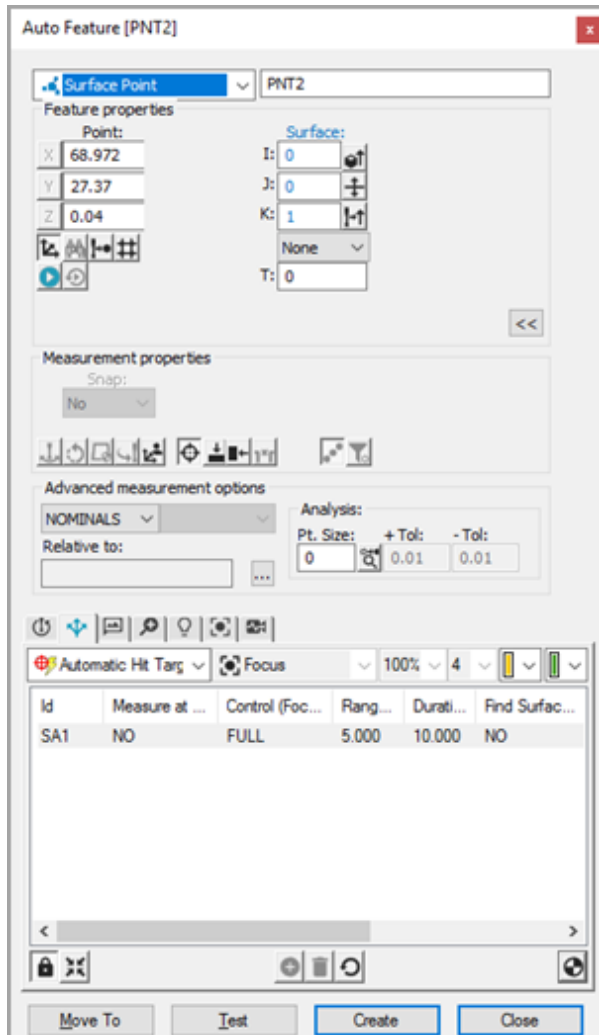 Auto Feature [PNT2]
x
Surface Point
PNT2
Feature properties
Point:
Surface:
X 68.972
I: 0
Y 27.37
J: 0
Z 0.04
K: 1
None
T: 0
<<
Measurement properties
Snap:
No
Advanced measurement options
NOMINALS
Relative to:
...
Analysis:
Pt. Size: + Tol: - Tol:
0 0.01 0.01
Automatic Hit Targ Focus 100% 4
Id Measure at ... Control (Foc... Rang... Durati... Find Surfac...
SA1 NO FULL 5.000 10.000 NO
< >
Move To Test Create Close